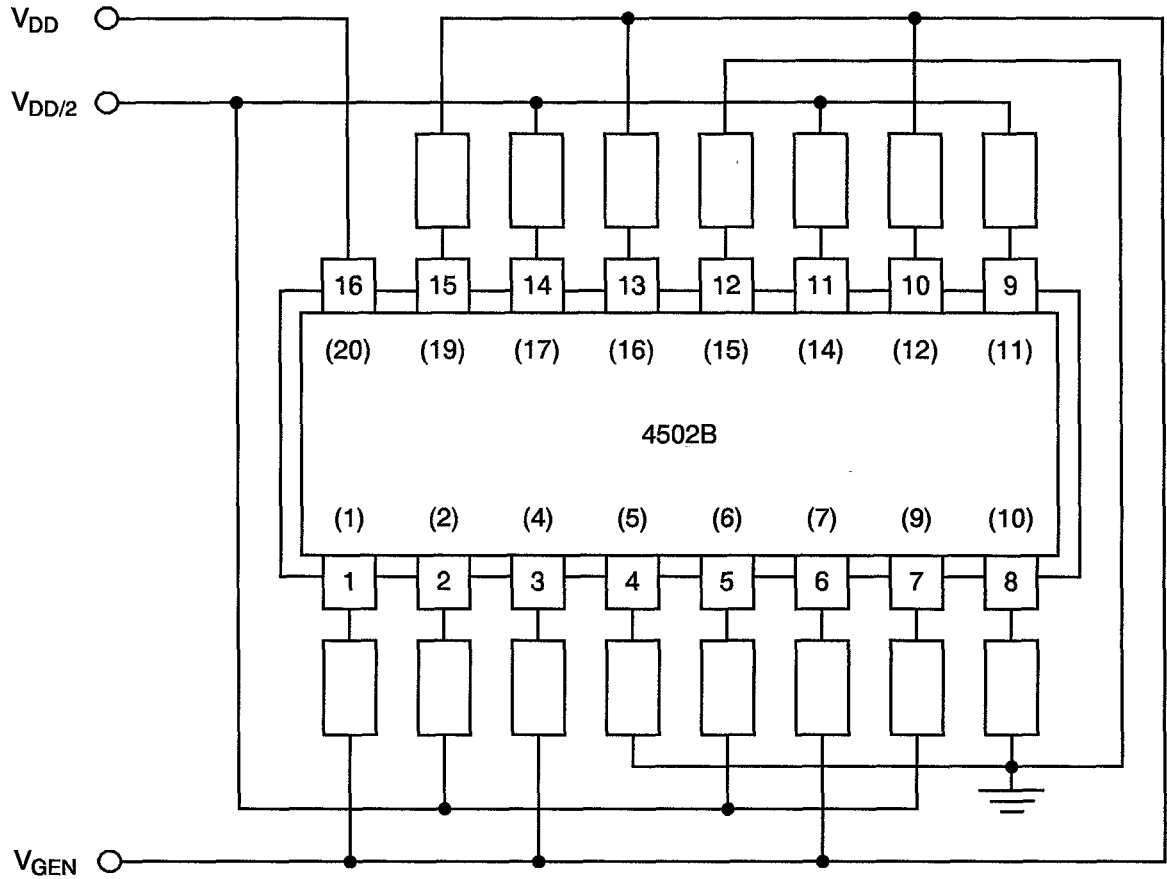 VDD
VDD/2
16 15 14 13 12 11 10 9
(20) (19) (17) (16) (15) (14) (12) (11)
4502B
(1) (2) (4) (5) (6) (7) (9) (10)
1 2 3 4 5 6 7 8
VGEN